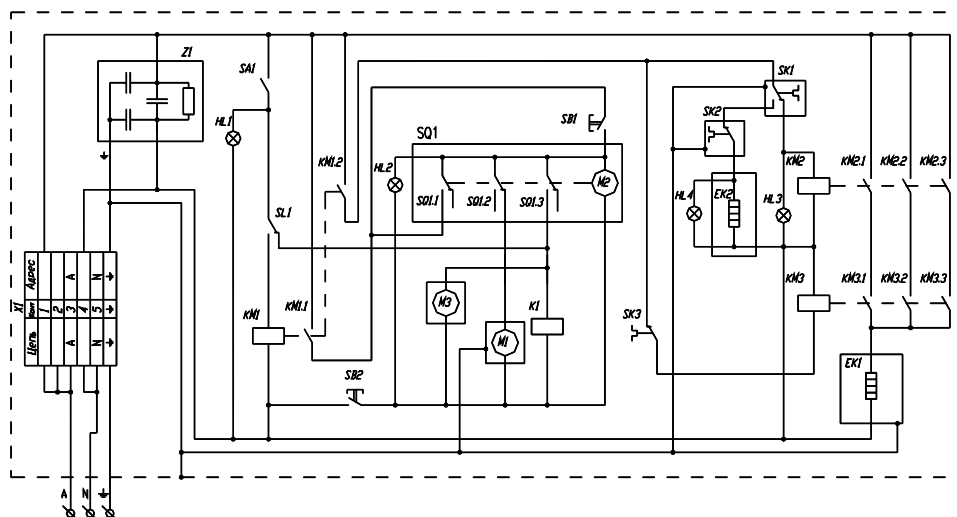 Z1
SA1
HL1
KM1.2
HL2
SQ1
SB1
SK1
SK2
KM2
KM2.1
KM2.2
KM2.3
M2
SQ1.1
SQ1.2
SQ1.3
SL1
HL4
EK2
HL3
X1
Адрес
A
N
Конт
1
2
3
4
5
Цепь
A
N
KM1
KM1.1
M3
K1
M1
SK3
KM3
KM3.1
KM3.2
KM3.3
SB2
EK1
A
N